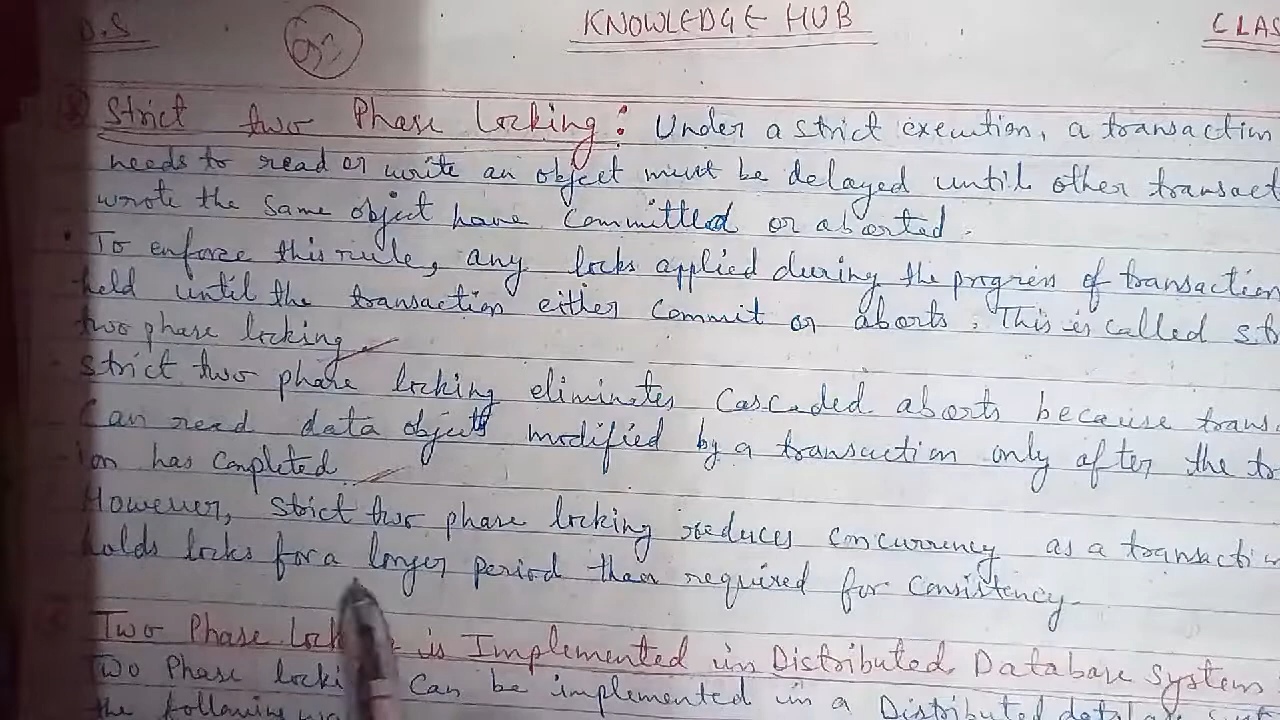 D.S KNOWLEDGE HUB CLAS
Strict two Phase Locking: Under a strict execution, a transaction
needs to read or write an object must be delayed until other transact
wrote the same object have committed or aborted.
To enforce this rule, any locks applied during the progress of transaction
held until the transaction either commit or aborts. This is called st
two phase locking
Strict two phase locking eliminates Cascaded aborts because trans
Can read data objects modified by a transaction only after the tr
ion has completed.
However, strict two phase locking reduces concurrency as a transaction
holds locks for a longer period than required for Consistency.
Two Phase Lock is Implemented in Distributed Database System
Two Phase locki Can be implemented in a Distributed
the following